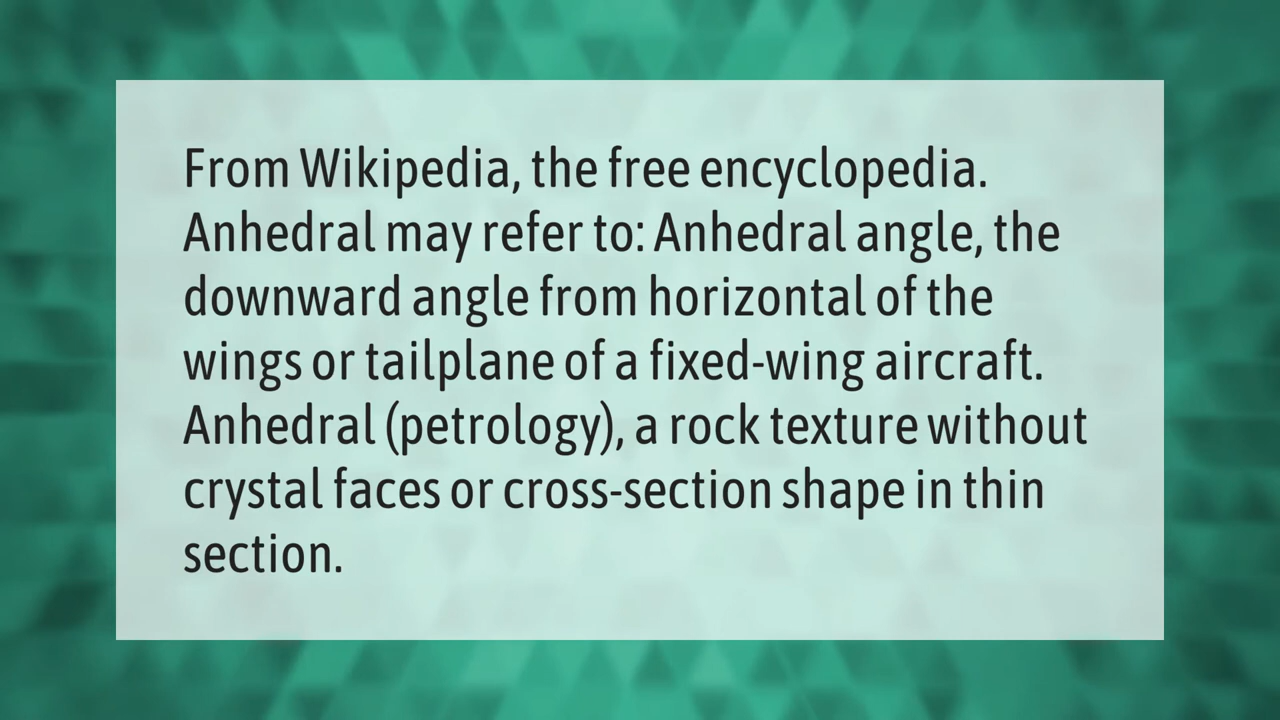 From Wikipedia, the free encyclopedia.
Anhedral may refer to: Anhedral angle, the
downward angle from horizontal of the
wings or tailplane of a fixed-wing aircraft.
Anhedral (petrology), a rock texture without
crystal faces or cross-section shape in thin
section.